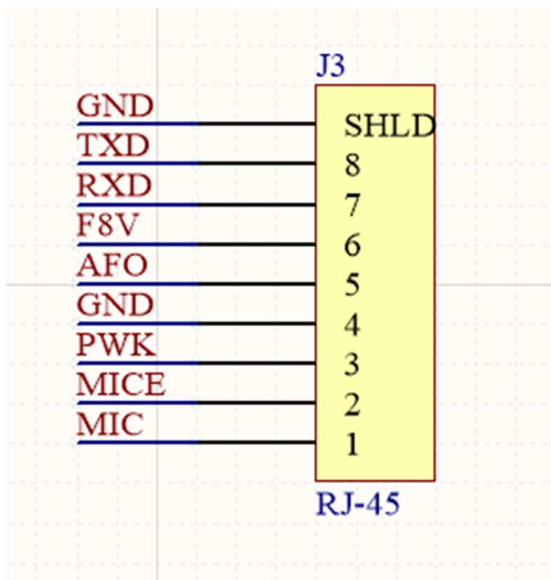 J3
GND SHLD
TXD 8
RXD 7
F8V 6
AFO 5
GND 4
PWK 3
MICE 2
MIC 1
RJ-45